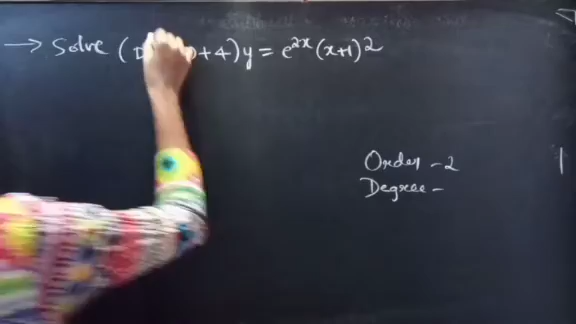 → Solve (D +4)y = e^{2x}(x+1)^2
Order - 2
Degree -